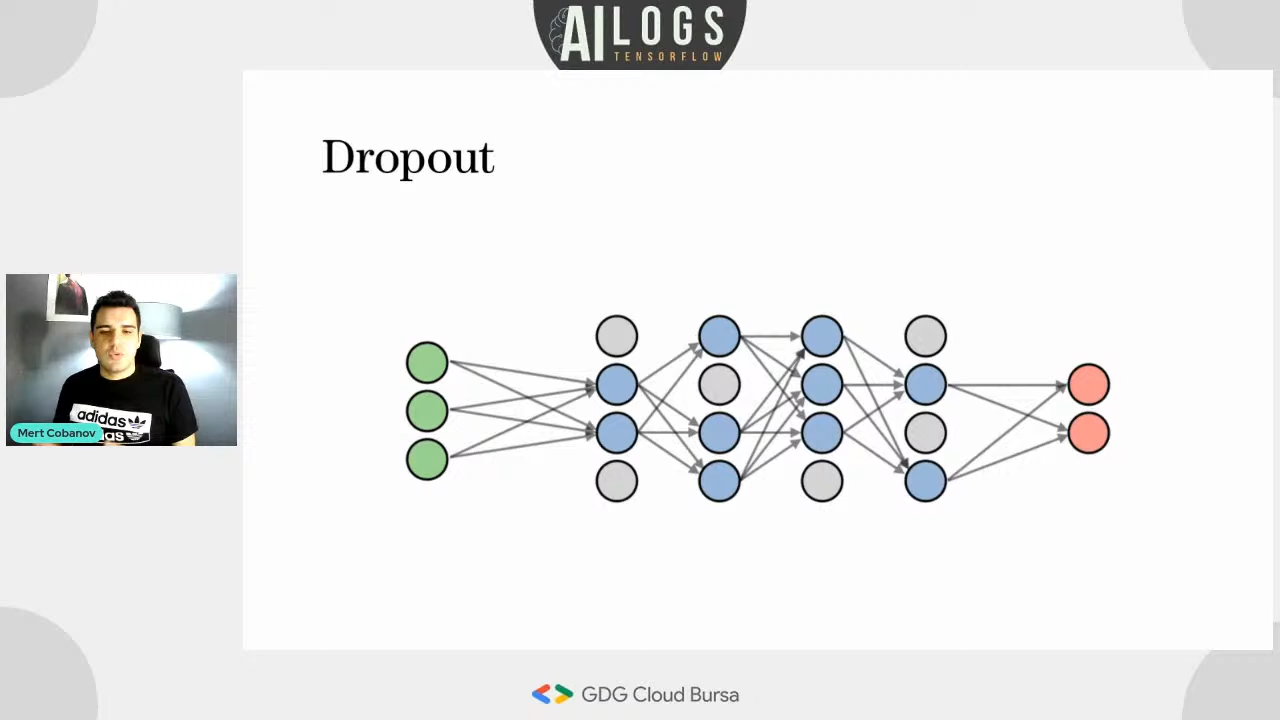 AI LOGS
TENSORFLOW
Dropout
adidas
Mert Cobanov
GDG Cloud Bursa